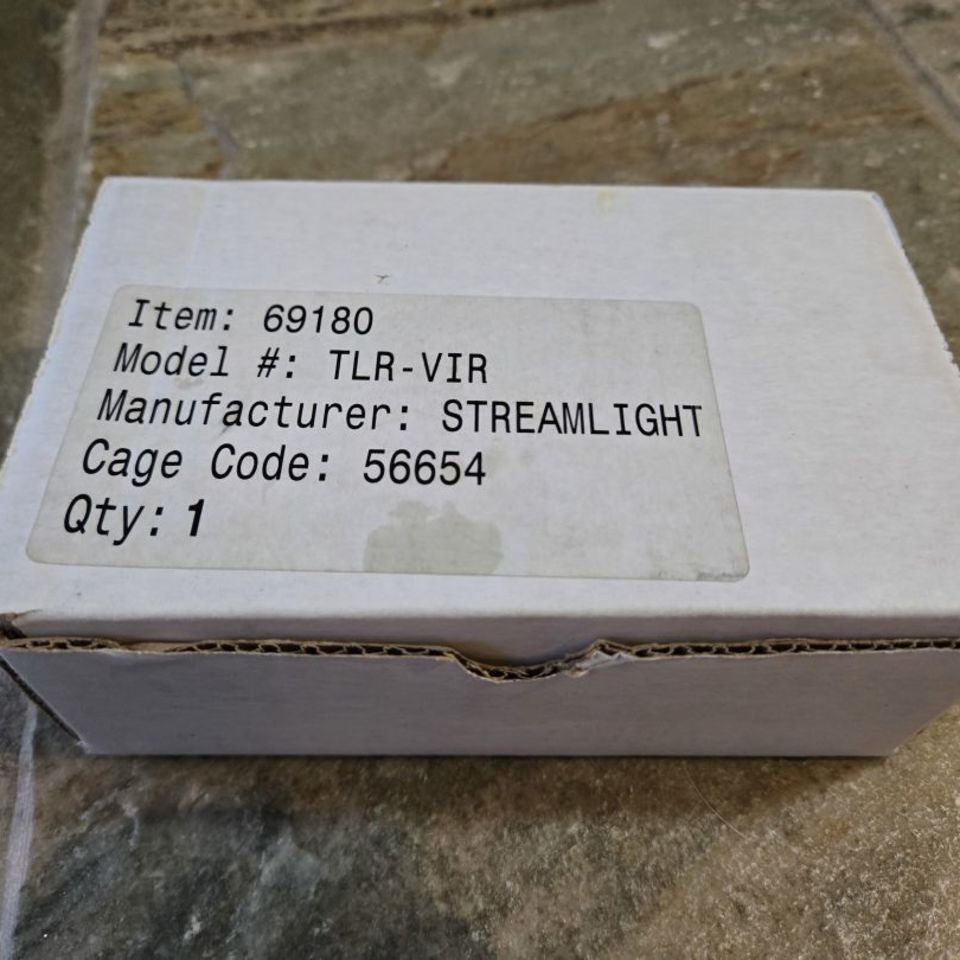 Item: 69180
Model #: TLR-VIR
Manufacturer: STREAMLIGHT
Cage Code: 56654
Qty: 1